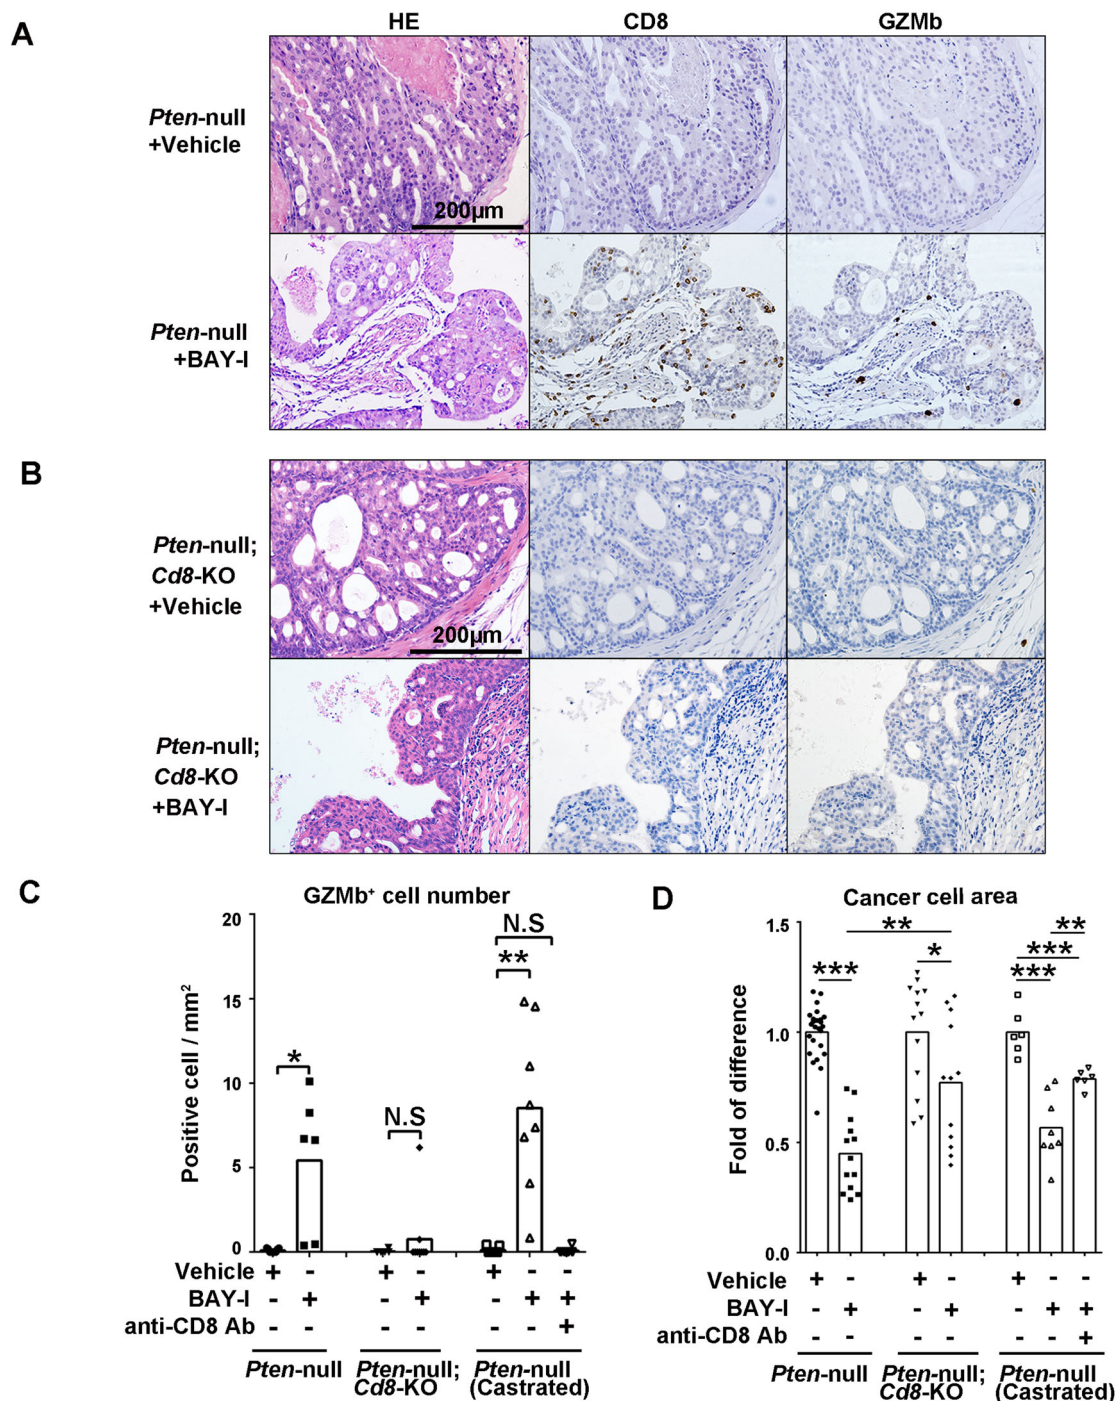 A
HE CD8 GZMb
Pten-null
+Vehicle
200µm
Pten-null
+BAY-I
B
Pten-null;
Cd8-KO
+Vehicle
200µm
Pten-null;
Cd8-KO
+BAY-I
C
GZMb+ cell number
Positive cell / mm2
20
15
10
5
0
*
N.S
**
N.S
Vehicle + - + - + - -
BAY-I - + - + - + +
anti-CD8 Ab - - - - - - +
Pten-null
Pten-null;
Cd8-KO
Pten-null
(Castrated)
D
Cancer cell area
Fold of difference
1.5
1.0
0.5
0.0
***
**
*
***
***
**
Vehicle + - + - + - -
BAY-I - + - + - + +
anti-CD8 Ab - - - - - - +
Pten-null
Pten-null;
Cd8-KO
Pten-null
(Castrated)